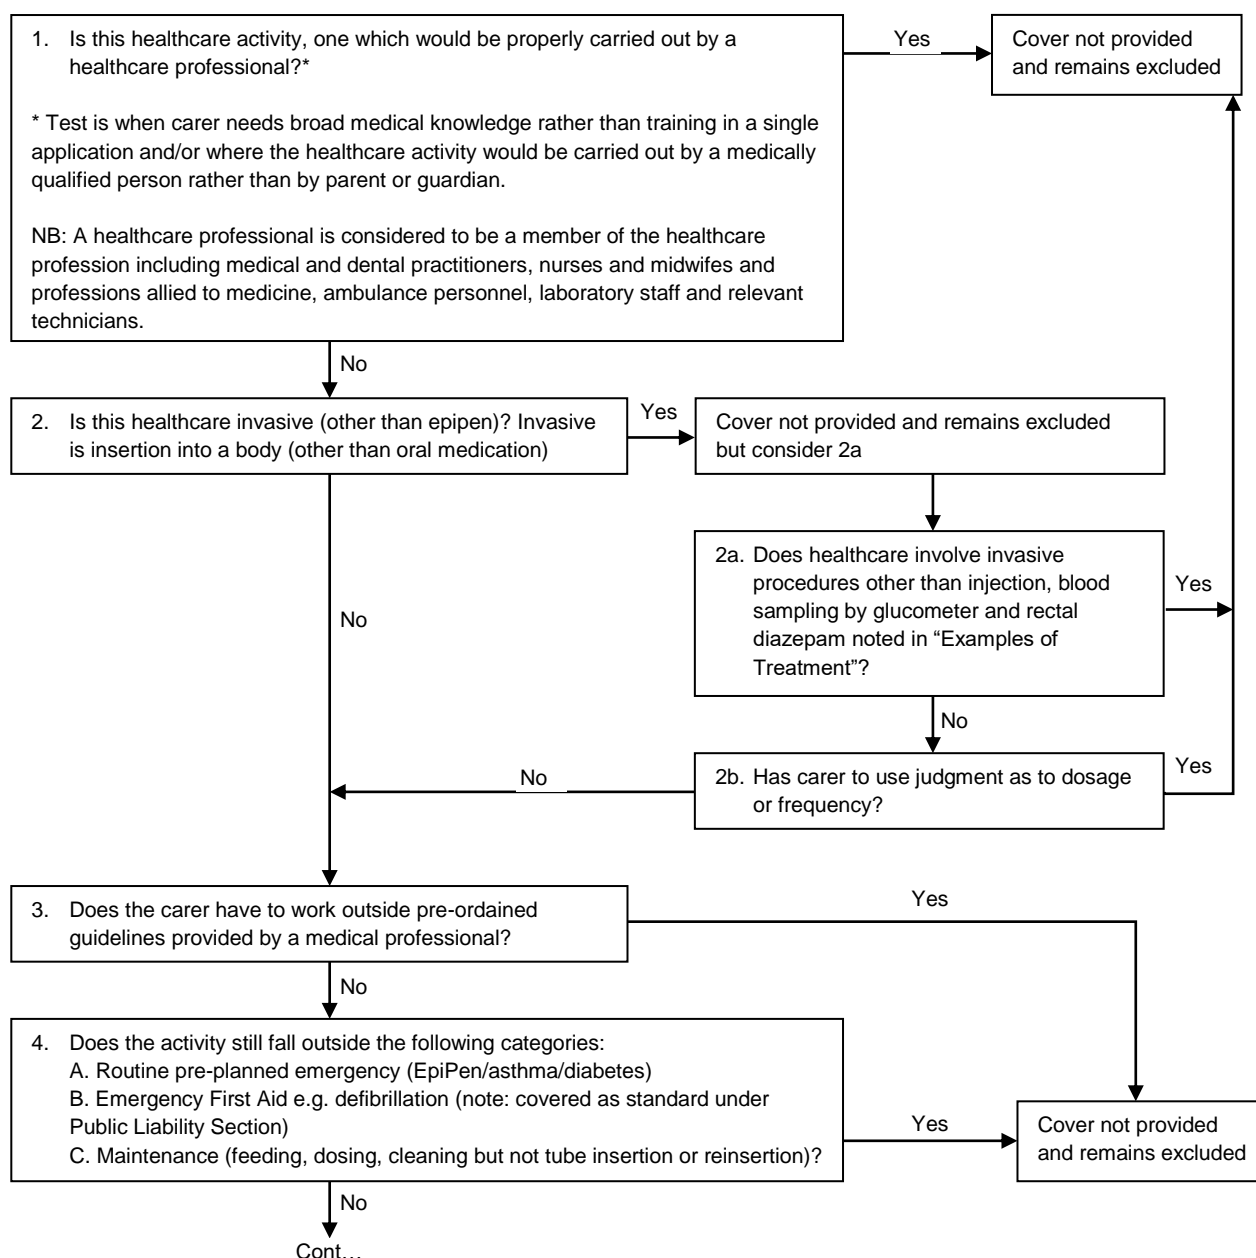 1. Is this healthcare activity, one which would be properly carried out by a
healthcare professional?*
* Test is when carer needs broad medical knowledge rather than training in a single
application and/or where the healthcare activity would be carried out by a medically
qualified person rather than by parent or guardian.
NB: A healthcare professional is considered to be a member of the healthcare
profession including medical and dental practitioners, nurses and midwifes and
professions allied to medicine, ambulance personnel, laboratory staff and relevant
technicians.
Yes
Cover not provided
and remains excluded
No
2. Is this healthcare invasive (other than epipen)? Invasive
is insertion into a body (other than oral medication)
Yes
Cover not provided and remains excluded
but consider 2a
2a. Does healthcare involve invasive
procedures other than injection, blood
sampling by glucometer and rectal
diazepam noted in “Examples of
Treatment”?
Yes
No
No
2b. Has carer to use judgment as to dosage
or frequency?
Yes
No
3. Does the carer have to work outside pre-ordained
guidelines provided by a medical professional?
Yes
No
4. Does the activity still fall outside the following categories:
A. Routine pre-planned emergency (EpiPen/asthma/diabetes)
B. Emergency First Aid e.g. defibrillation (note: covered as standard under
Public Liability Section)
C. Maintenance (feeding, dosing, cleaning but not tube insertion or reinsertion)?
Yes
Cover not provided
and remains excluded
No
Cont…